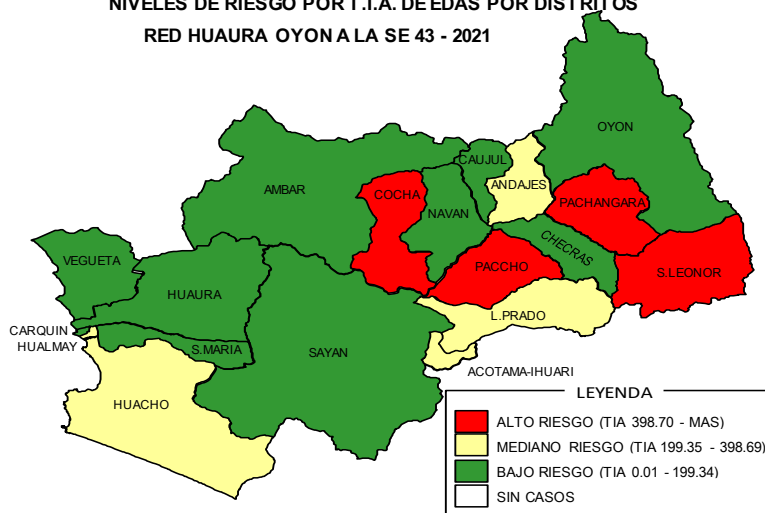 NIVELES DE RIESGO POR T.I.A. DE EDAS POR DISTRITOS
RED HUAURA OYON A LA SE 43 - 2021
OYON
CAUJUL
ANDAJES
AMBAR
COCHA
NAVAN
PACHANGARA
CHECRAS
VEGUETA
PACCHO
S.LEONOR
HUAURA
L.PRADO
CARQUIN
HUALMAY
S.MARIA
SAYAN
ACOTAMA-IHUARI
HUACHO
LEYENDA
ALTO RIESGO (TIA 398.70 - MAS)
MEDIANO RIESGO (TIA 199.35 - 398.69)
BAJO RIESGO (TIA 0.01 - 199.34)
SIN CASOS